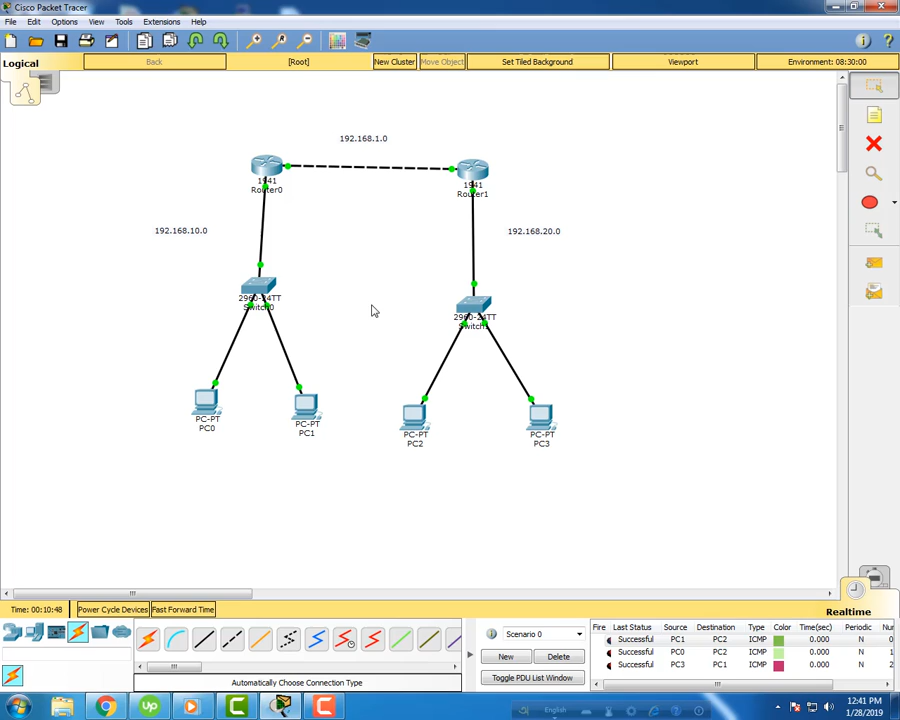 Cisco Packet Tracer
File Edit Options View Tools Extensions Help
Logical
Back
[Root]
New Cluster
Move Object
Set Tiled Background
Viewport
Environment: 08:30:00
192.168.1.0
1941
Router0
1941
Router1
192.168.10.0
192.168.20.0
2960-24TT
Switch0
2960-24TT
PC-PT
PC0
PC-PT
PC1
PC-PT
PC2
PC-PT
PC3
Time: 00:10:48
Power Cycle Devices
Fast Forward Time
Realtime
Automatically Choose Connection Type
Scenario 0
New
Delete
Toggle PDU List Window
Fire Last Status Source Destination Type Color Time(sec) Periodic Nu
Successful PC1 PC2 ICMP 0.000 N 0
Successful PC0 PC2 ICMP 0.000 N 1
Successful PC3 PC1 ICMP 0.000 N 2
English
12:41 PM
1/28/2019